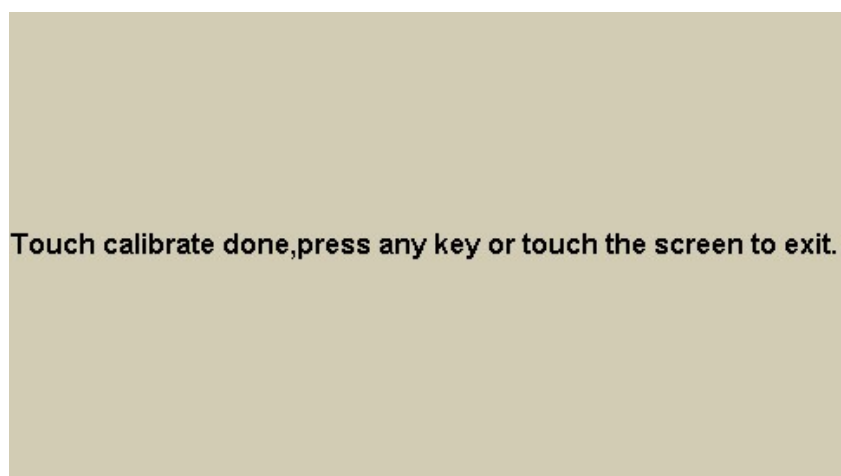 Touch calibrate done,press any key or touch the screen to exit.